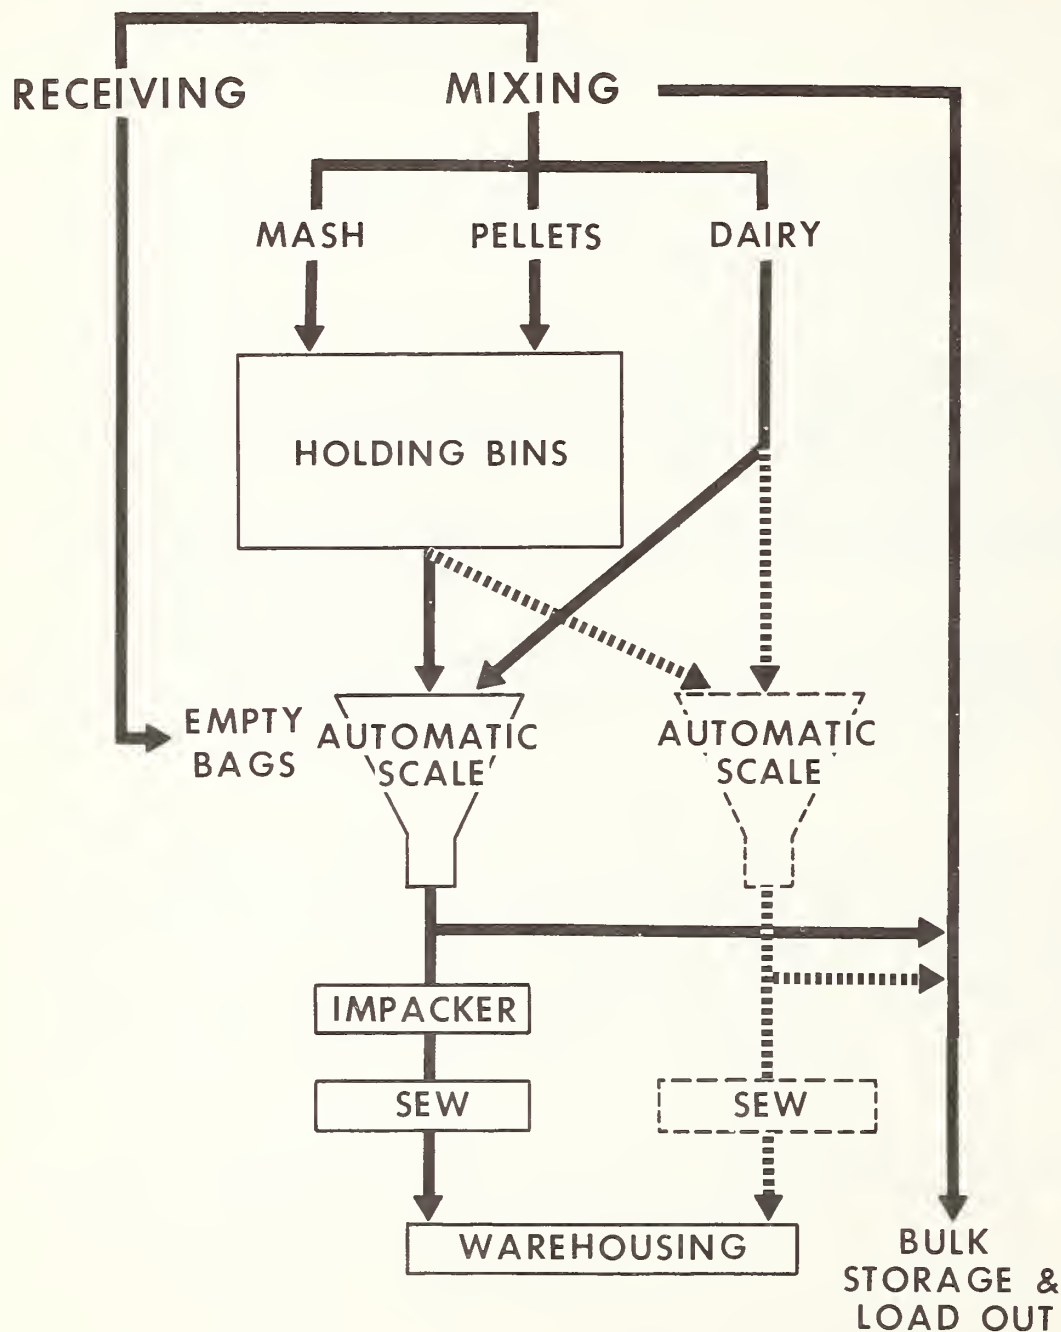 RECEIVING
MIXING
MASH
PELLETS
DAIRY
HOLDING BINS
EMPTY
BAGS
AUTOMATIC
SCALE
AUTOMATIC
SCALE
IMPACKER
SEW
SEW
WAREHOUSING
BULK
STORAGE &
LOAD OUT